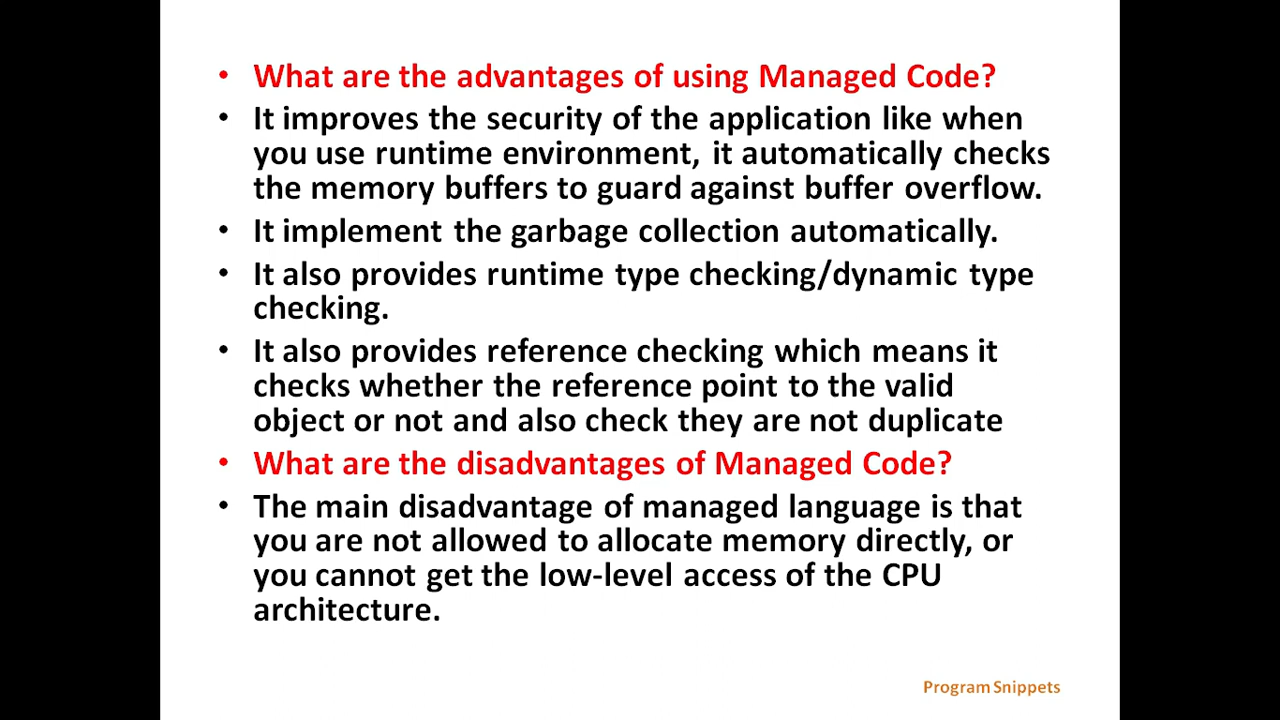 • What are the advantages of using Managed Code?
• It improves the security of the application like when
you use runtime environment, it automatically checks
the memory buffers to guard against buffer overflow.
• It implement the garbage collection automatically.
• It also provides runtime type checking/dynamic type
checking.
• It also provides reference checking which means it
checks whether the reference point to the valid
object or not and also check they are not duplicate
• What are the disadvantages of Managed Code?
• The main disadvantage of managed language is that
you are not allowed to allocate memory directly, or
you cannot get the low-level access of the CPU
architecture.
Program Snippets